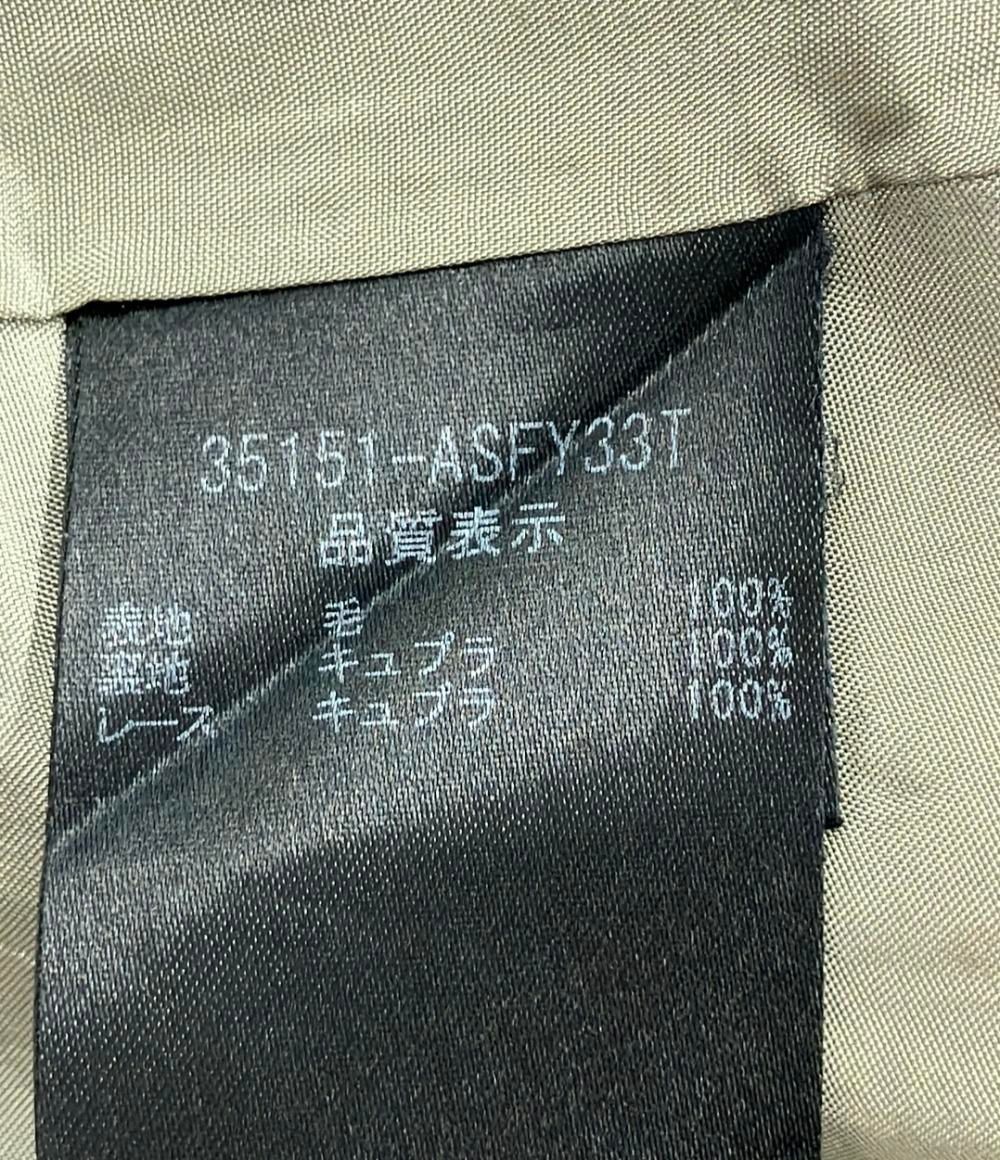 35151-ASFY33T
品質表示
表地 毛 100%
裏地 キュプラ 100%
レース キュプラ 100%